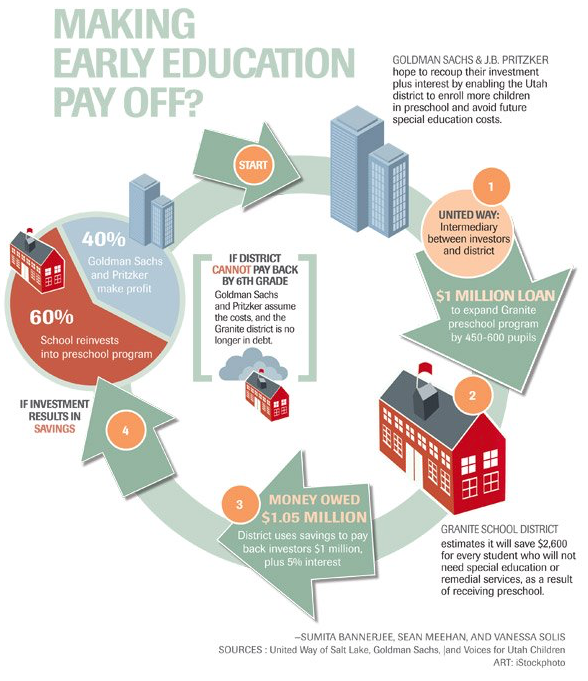 MAKING
EARLY EDUCATION
PAY OFF?
GOLDMAN SACHS & J.B. PRITZKER
hope to recoup their investment
plus interest by enabling the Utah
district to enroll more children
in preschool and avoid future
special education costs.
START
1
UNITED WAY:
Intermediary
between investors
and district
$1 MILLION LOAN
to expand Granite
preschool program
by 450-600 pupils
2
GRANITE SCHOOL DISTRICT
estimates it will save $2,600
for every student who will not
need special education or
remedial services, as a result
of receiving preschool.
3
MONEY OWED
$1.05 MILLION
District uses savings to pay
back investors $1 million,
plus 5% interest
4
IF INVESTMENT
RESULTS IN
SAVINGS
40%
Goldman Sachs
and Pritzker
make profit
60%
School reinvests
into preschool program
IF DISTRICT
CANNOT PAY BACK
BY 6TH GRADE
Goldman Sachs
and Pritzker assume
the costs, and the
Granite district is no
longer in debt.
–SUMITA BANNERJEE, SEAN MEEHAN, AND VANESSA SOLIS
SOURCES : United Way of Salt Lake, Goldman Sachs, |and Voices for Utah Children
ART: iStockphoto